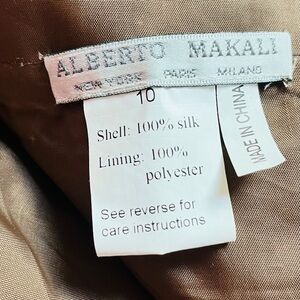 ALBERTO MAKALI
NEW YORK PARIS MILANO
10
Shell: 100% silk
Lining: 100%
polyester
See reverse for
care instructions
MADE IN CHINA